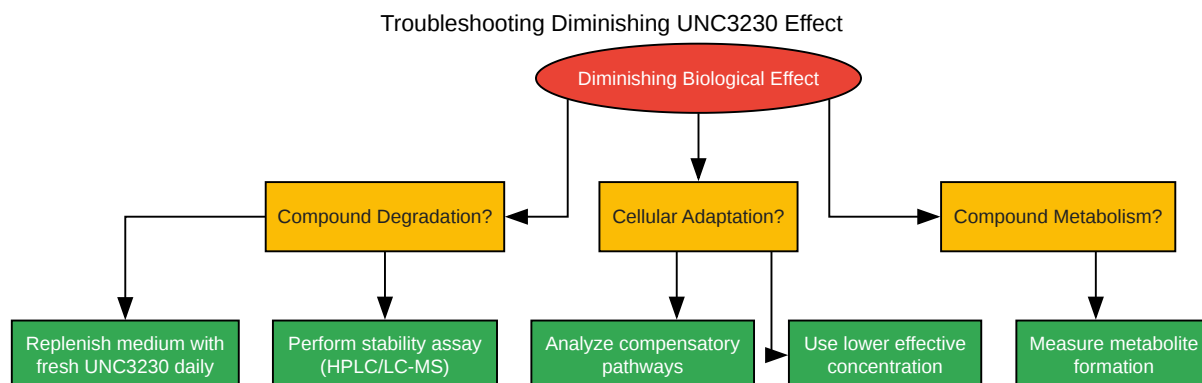 Troubleshooting Diminishing UNC3230 Effect
Diminishing Biological Effect
Compound Degradation?
Cellular Adaptation?
Compound Metabolism?
Replenish medium with
fresh UNC3230 daily
Perform stability assay
(HPLC/LC-MS)
Analyze compensatory
pathways
Use lower effective
concentration
Measure metabolite
formation